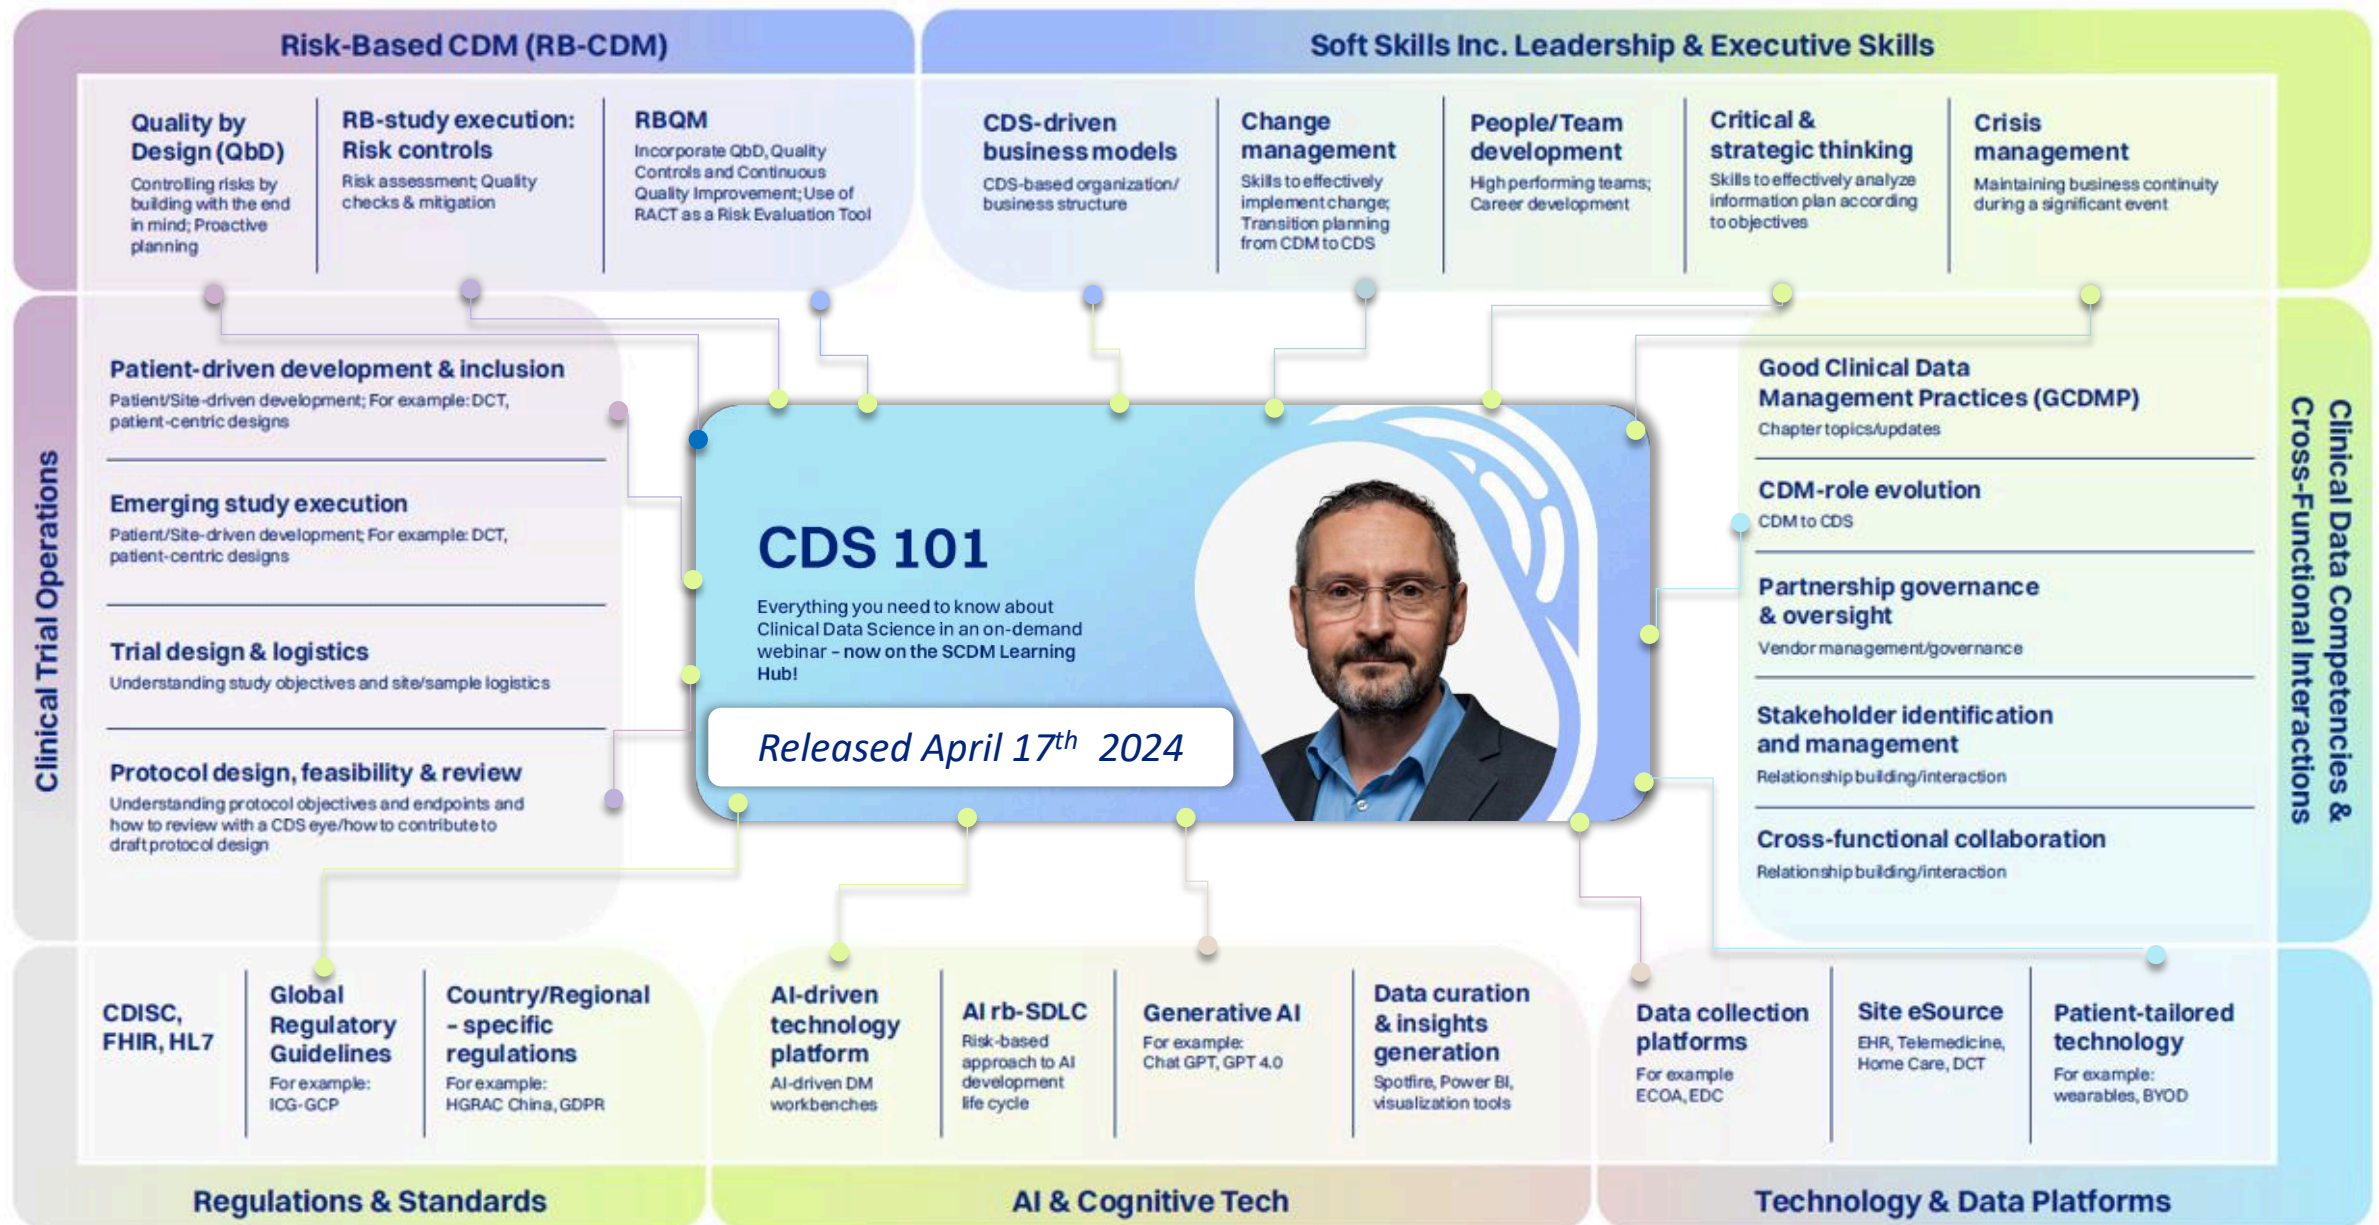 Risk-Based CDM (RB-CDM)
Quality by
Design (QbD)
Controlling risks by
building with the end
in mind; Proactive
planning
RB-study execution:
Risk controls
Risk assessment; Quality
checks & mitigation
RBQM
Incorporate QbD, Quality
Controls and Continuous
Quality Improvement; Use of
RACT as a Risk Evaluation Tool
Soft Skills Inc. Leadership & Executive Skills
CDS-driven
business models
CDS-based organization/
business structure
Change
management
Skills to effectively
implement change;
Transition planning
from CDM to CDS
People/Team
development
High performing teams;
Career development
Critical &
strategic thinking
Skills to effectively analyze
information plan according
to objectives
Crisis
management
Maintaining business continuity
during a significant event
Clinical Trial Operations
Patient-driven development & inclusion
Patient/Site-driven development; For example: DCT,
patient-centric designs
Emerging study execution
Patient/Site-driven development; For example: DCT,
patient-centric designs
Trial design & logistics
Understanding study objectives and site/sample logistics
Protocol design, feasibility & review
Understanding protocol objectives and endpoints and
how to review with a CDS eye/how to contribute to
draft protocol design
CDS 101
Everything you need to know about
Clinical Data Science in an on-demand
webinar – now on the SCDM Learning
Hub!
Released April 17th 2024
Clinical Data Competencies &
Cross-Functional Interactions
Good Clinical Data
Management Practices (GCDMP)
Chapter topics/updates
CDM-role evolution
CDM to CDS
Partnership governance
& oversight
Vendor management/governance
Stakeholder identification
and management
Relationship building/interaction
Cross-functional collaboration
Relationship building/interaction
CDISC,
FHIR, HL7
Global
Regulatory
Guidelines
For example:
ICG-GCP
Country/Regional
– specific
regulations
For example:
HGRAC China, GDPR
Regulations & Standards
AI-driven
technology
platform
AI-driven DM
workbenches
AI rb-SDLC
Risk-based
approach to AI
development
life cycle
Generative AI
For example:
Chat GPT, GPT 4.0
Data curation
& insights
generation
Spotfire, Power BI,
visualization tools
AI & Cognitive Tech
Data collection
platforms
For example
ECOA, EDC
Site eSource
EHR, Telemedicine,
Home Care, DCT
Patient-tailored
technology
For example:
wearables, BYOD
Technology & Data Platforms